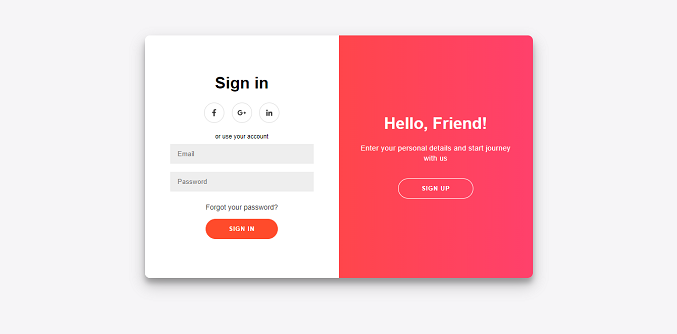 Sign in
f G+ in
or use your account
Email
Password
Forgot your password?
SIGN IN
Hello, Friend!
Enter your personal details and start journey
with us
SIGN UP